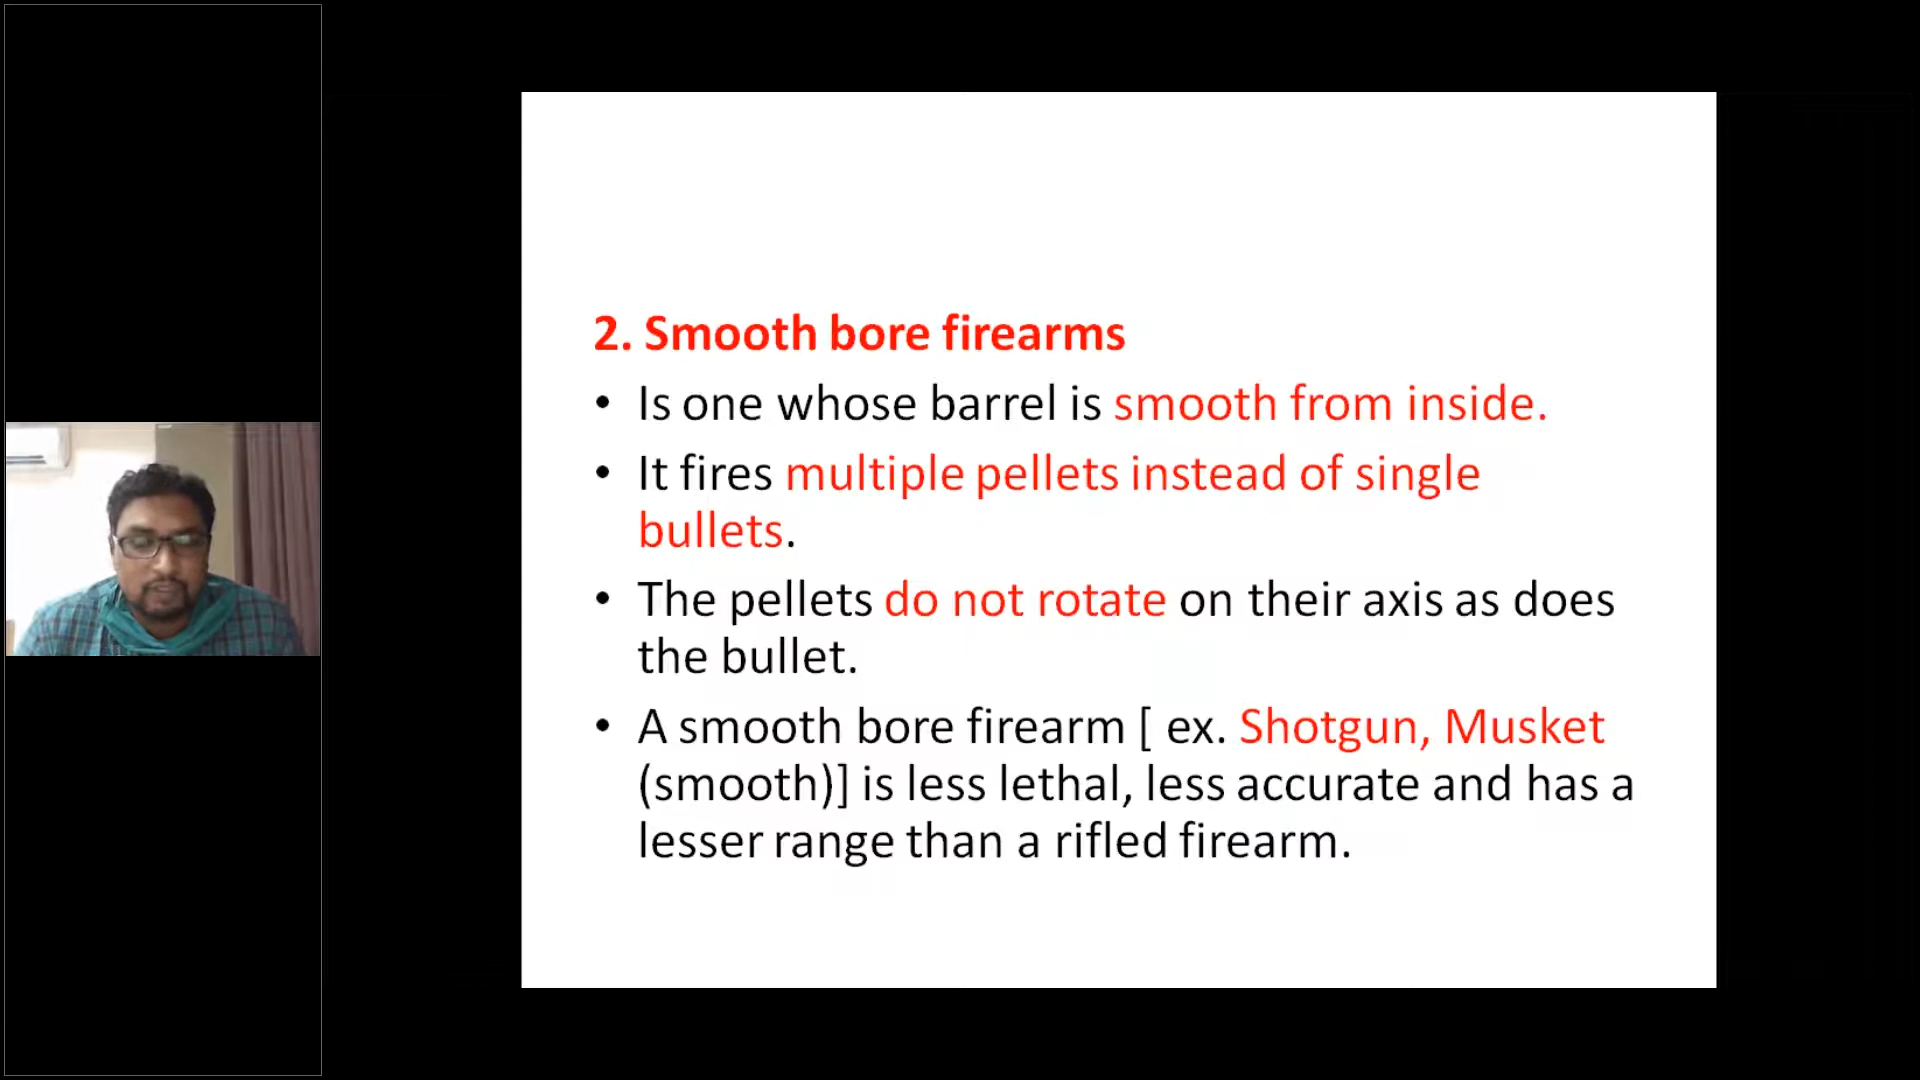 2. Smooth bore firearms
• Is one whose barrel is smooth from inside.
• It fires multiple pellets instead of single
bullets.
• The pellets do not rotate on their axis as does
the bullet.
• A smooth bore firearm [ ex. Shotgun, Musket
(smooth)] is less lethal, less accurate and has a
lesser range than a rifled firearm.